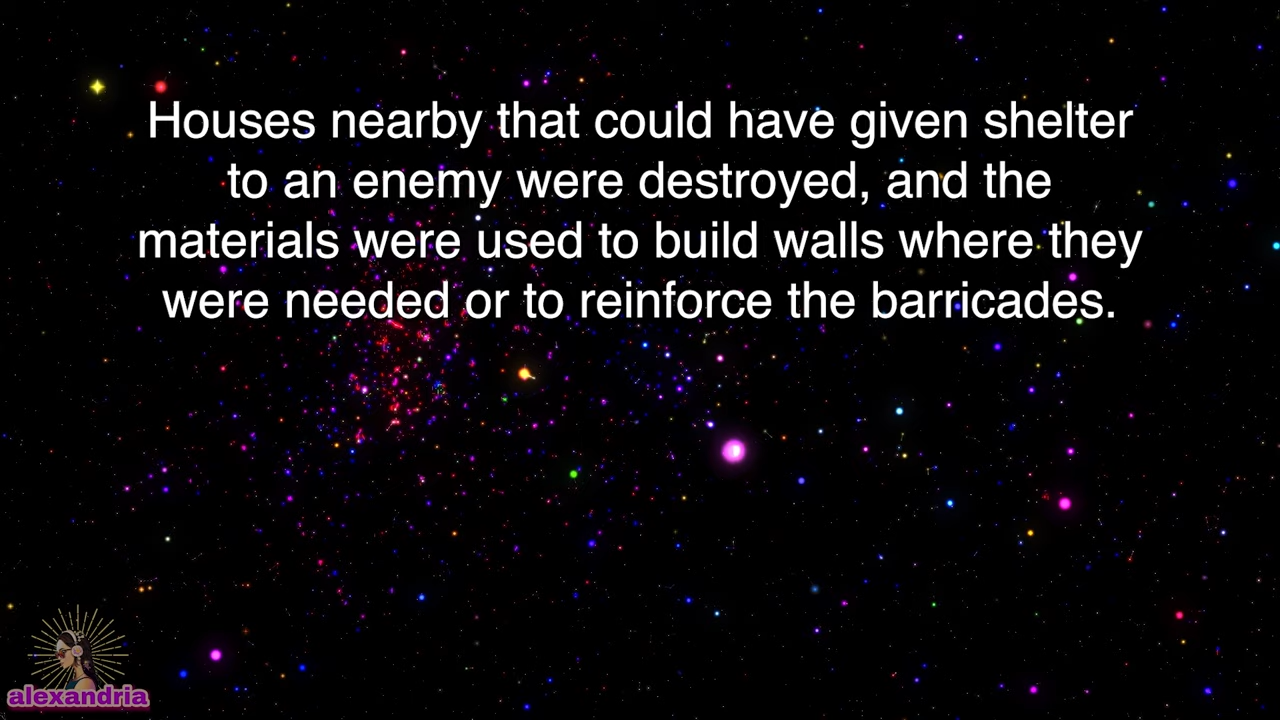 Houses nearby that could have given shelter
to an enemy were destroyed, and the
materials were used to build walls where they
were needed or to reinforce the barricades.
alexandria